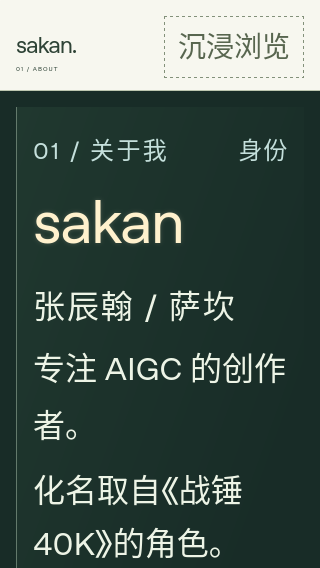 sakan.
沉浸浏览
01 / ABOUT
01 / 关于我
身份
sakan
张辰翰 / 萨坎
专注 AIGC 的创作
者。
化名取自《战锤
40K》的角色。